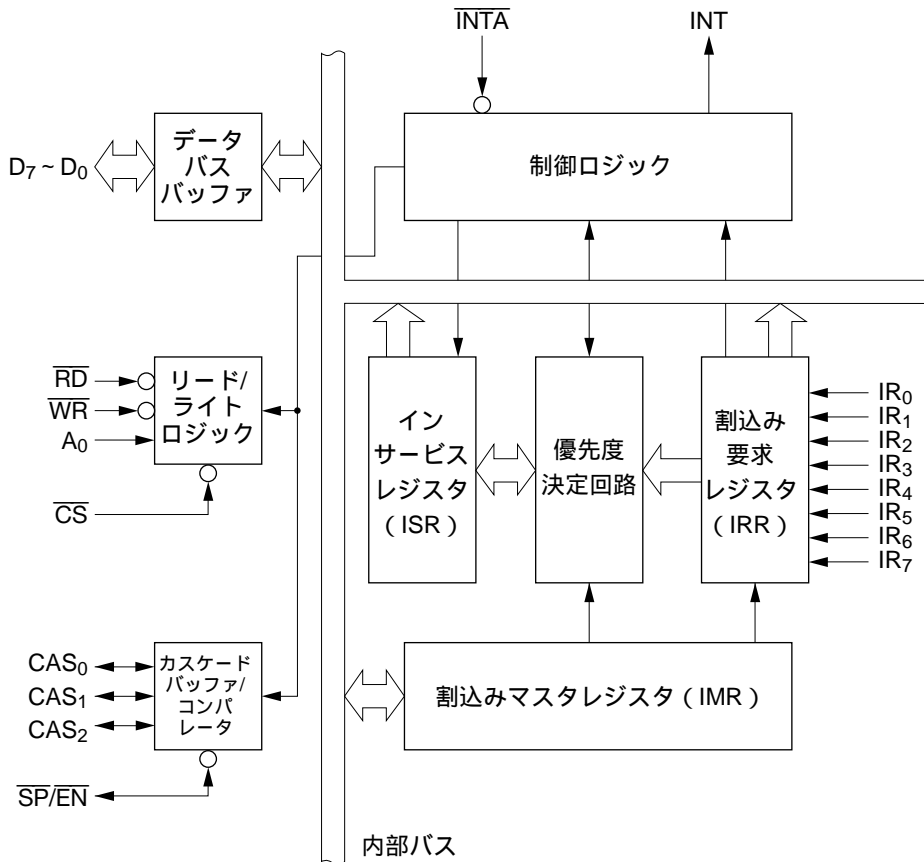 INTA
INT
D7 ~ D0
データ
バス
バッファ
制御ロジック
RD
WR
A0
CS
リード/
ライト
ロジック
イン
サービス
レジスタ
( ISR )
優先度
決定回路
割込み
要求
レジスタ
( IRR )
IR0
IR1
IR2
IR3
IR4
IR5
IR6
IR7
CAS0
CAS1
CAS2
SP/EN
カスケード
バッファ/
コンパ
レータ
割込みマスタレジスタ ( IMR )
内部バス